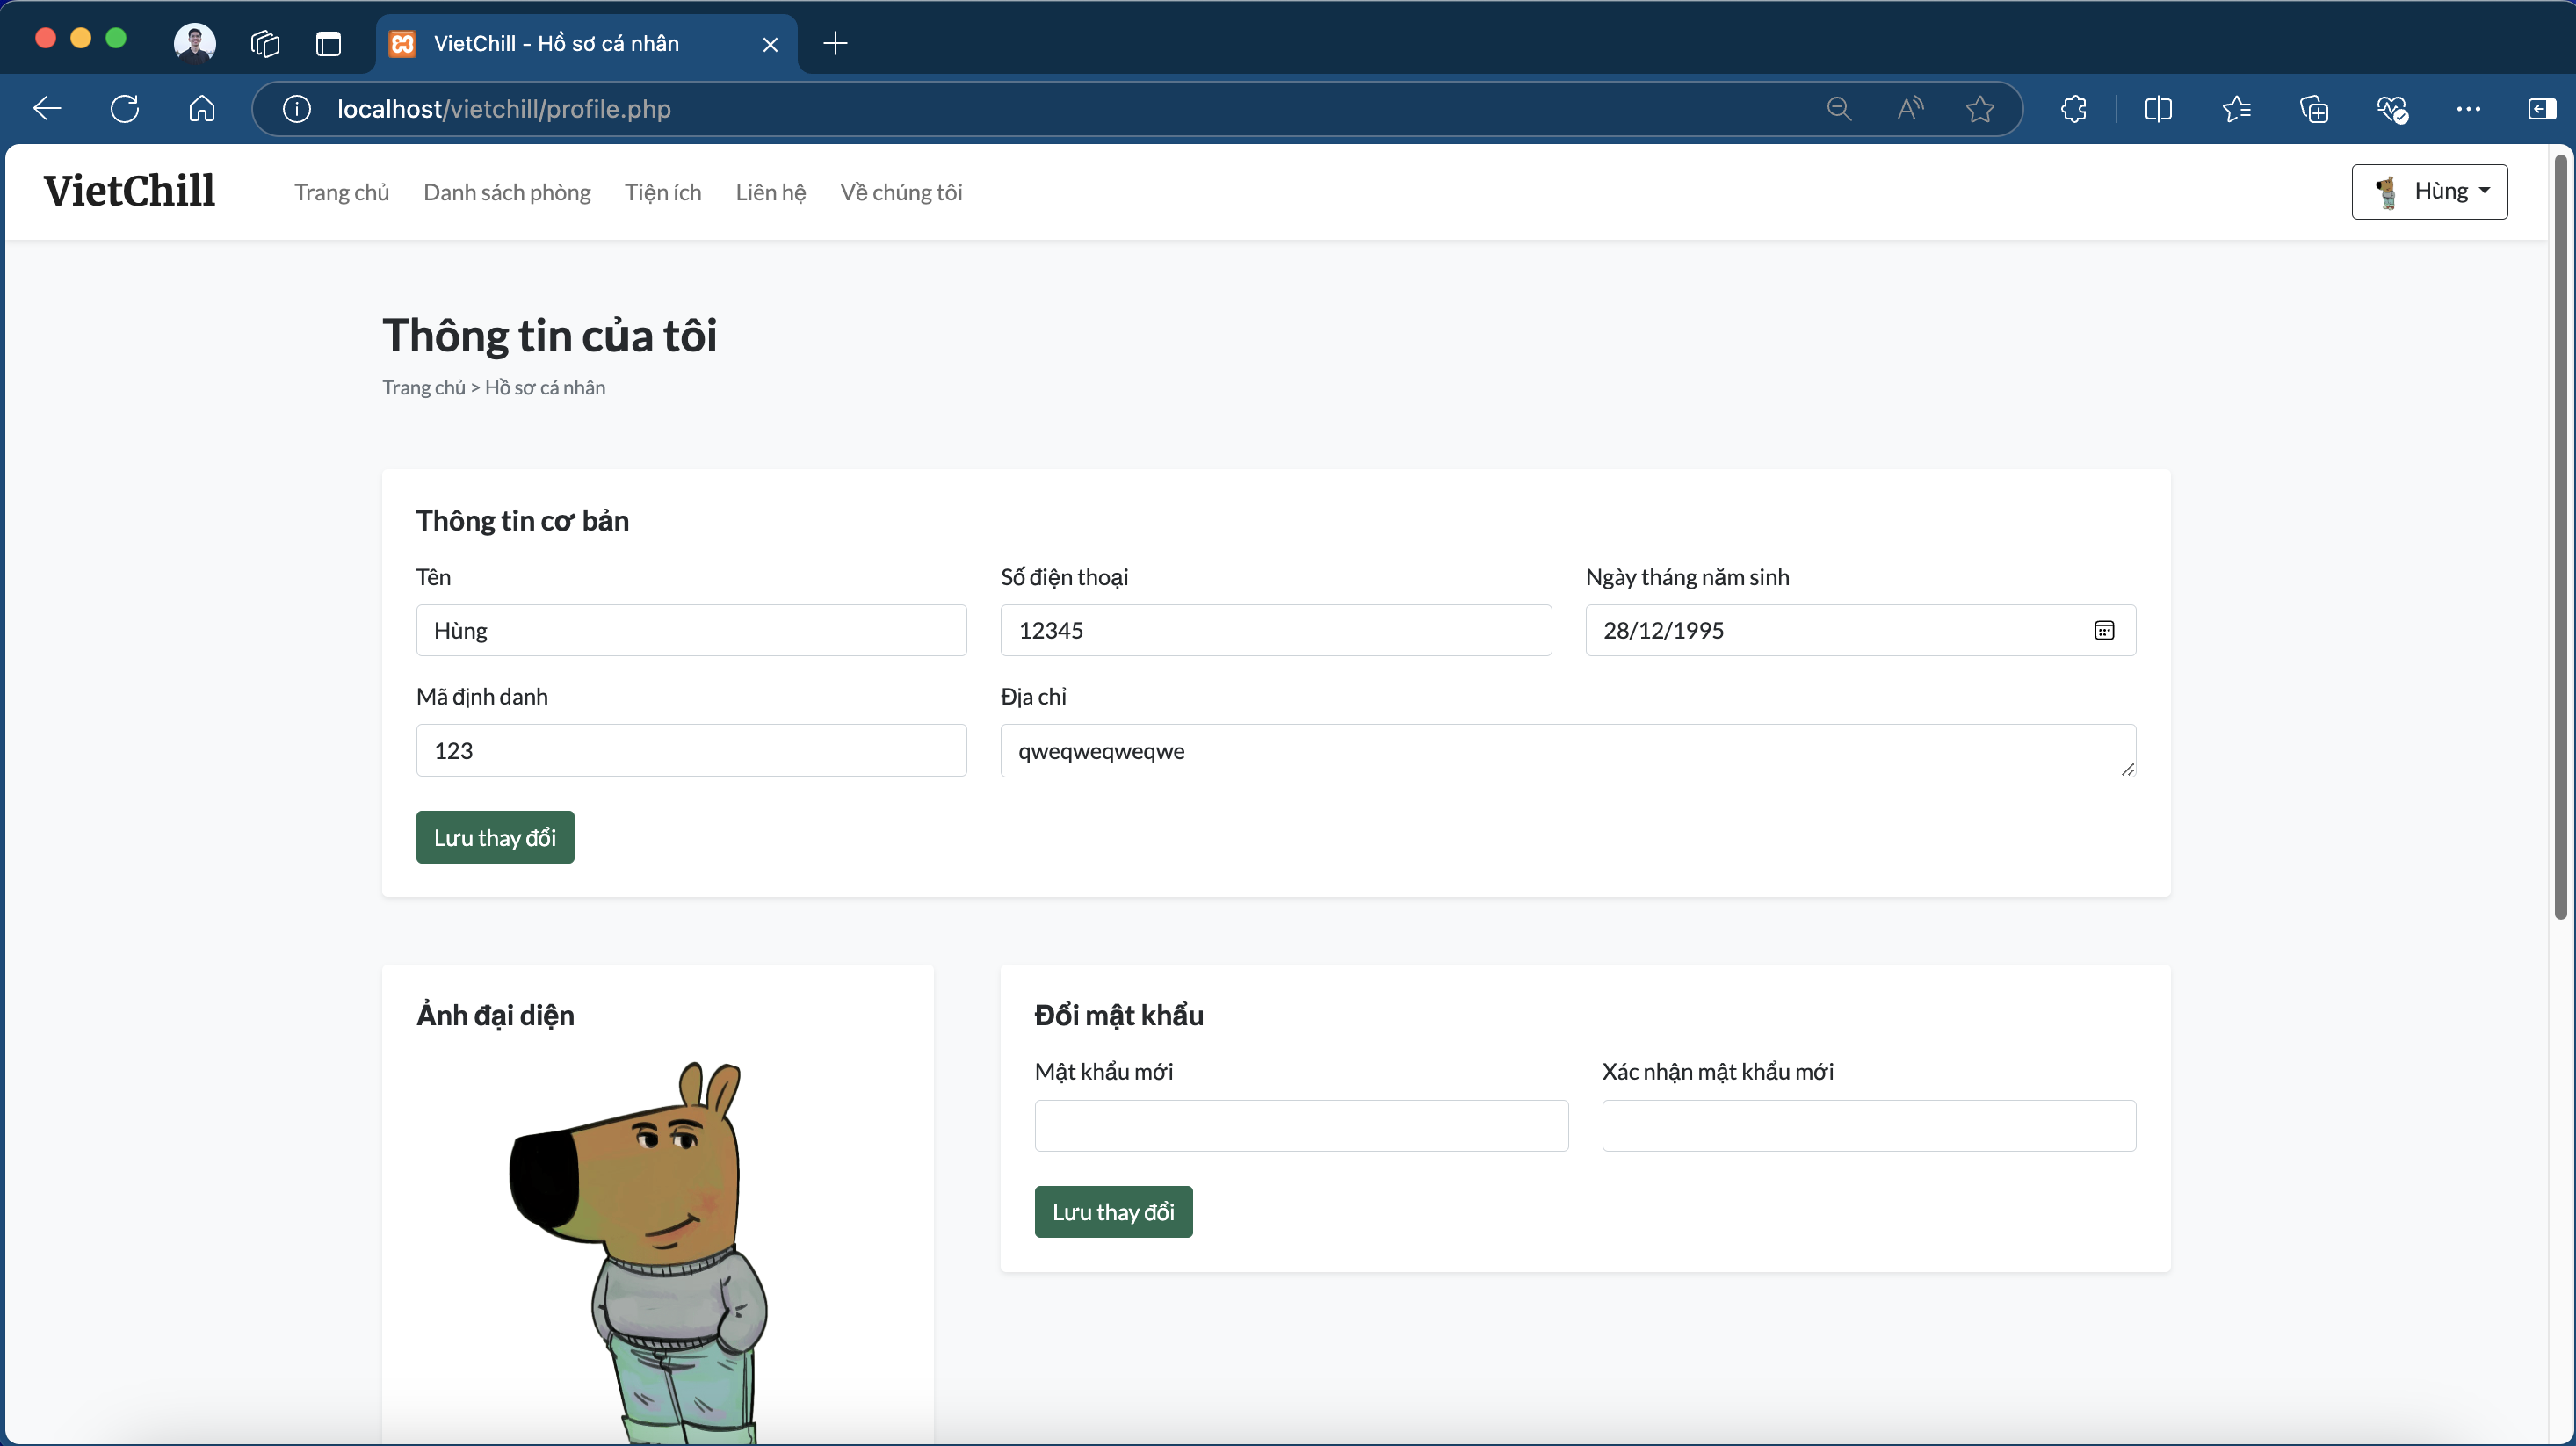 VietChill - Hồ sơ cá nhân
localhost/vietchill/profile.php
VietChill
Trang chủ
Danh sách phòng
Tiện ích
Liên hệ
Về chúng tôi
Hùng
Thông tin của tôi
Trang chủ > Hồ sơ cá nhân
Thông tin cơ bản
Tên
Số điện thoại
Ngày tháng năm sinh
Hùng
12345
28/12/1995
Mã định danh
Địa chỉ
123
qweqweqweqwe
Lưu thay đổi
Ảnh đại diện
Đổi mật khẩu
Mật khẩu mới
Xác nhận mật khẩu mới
Lưu thay đổi